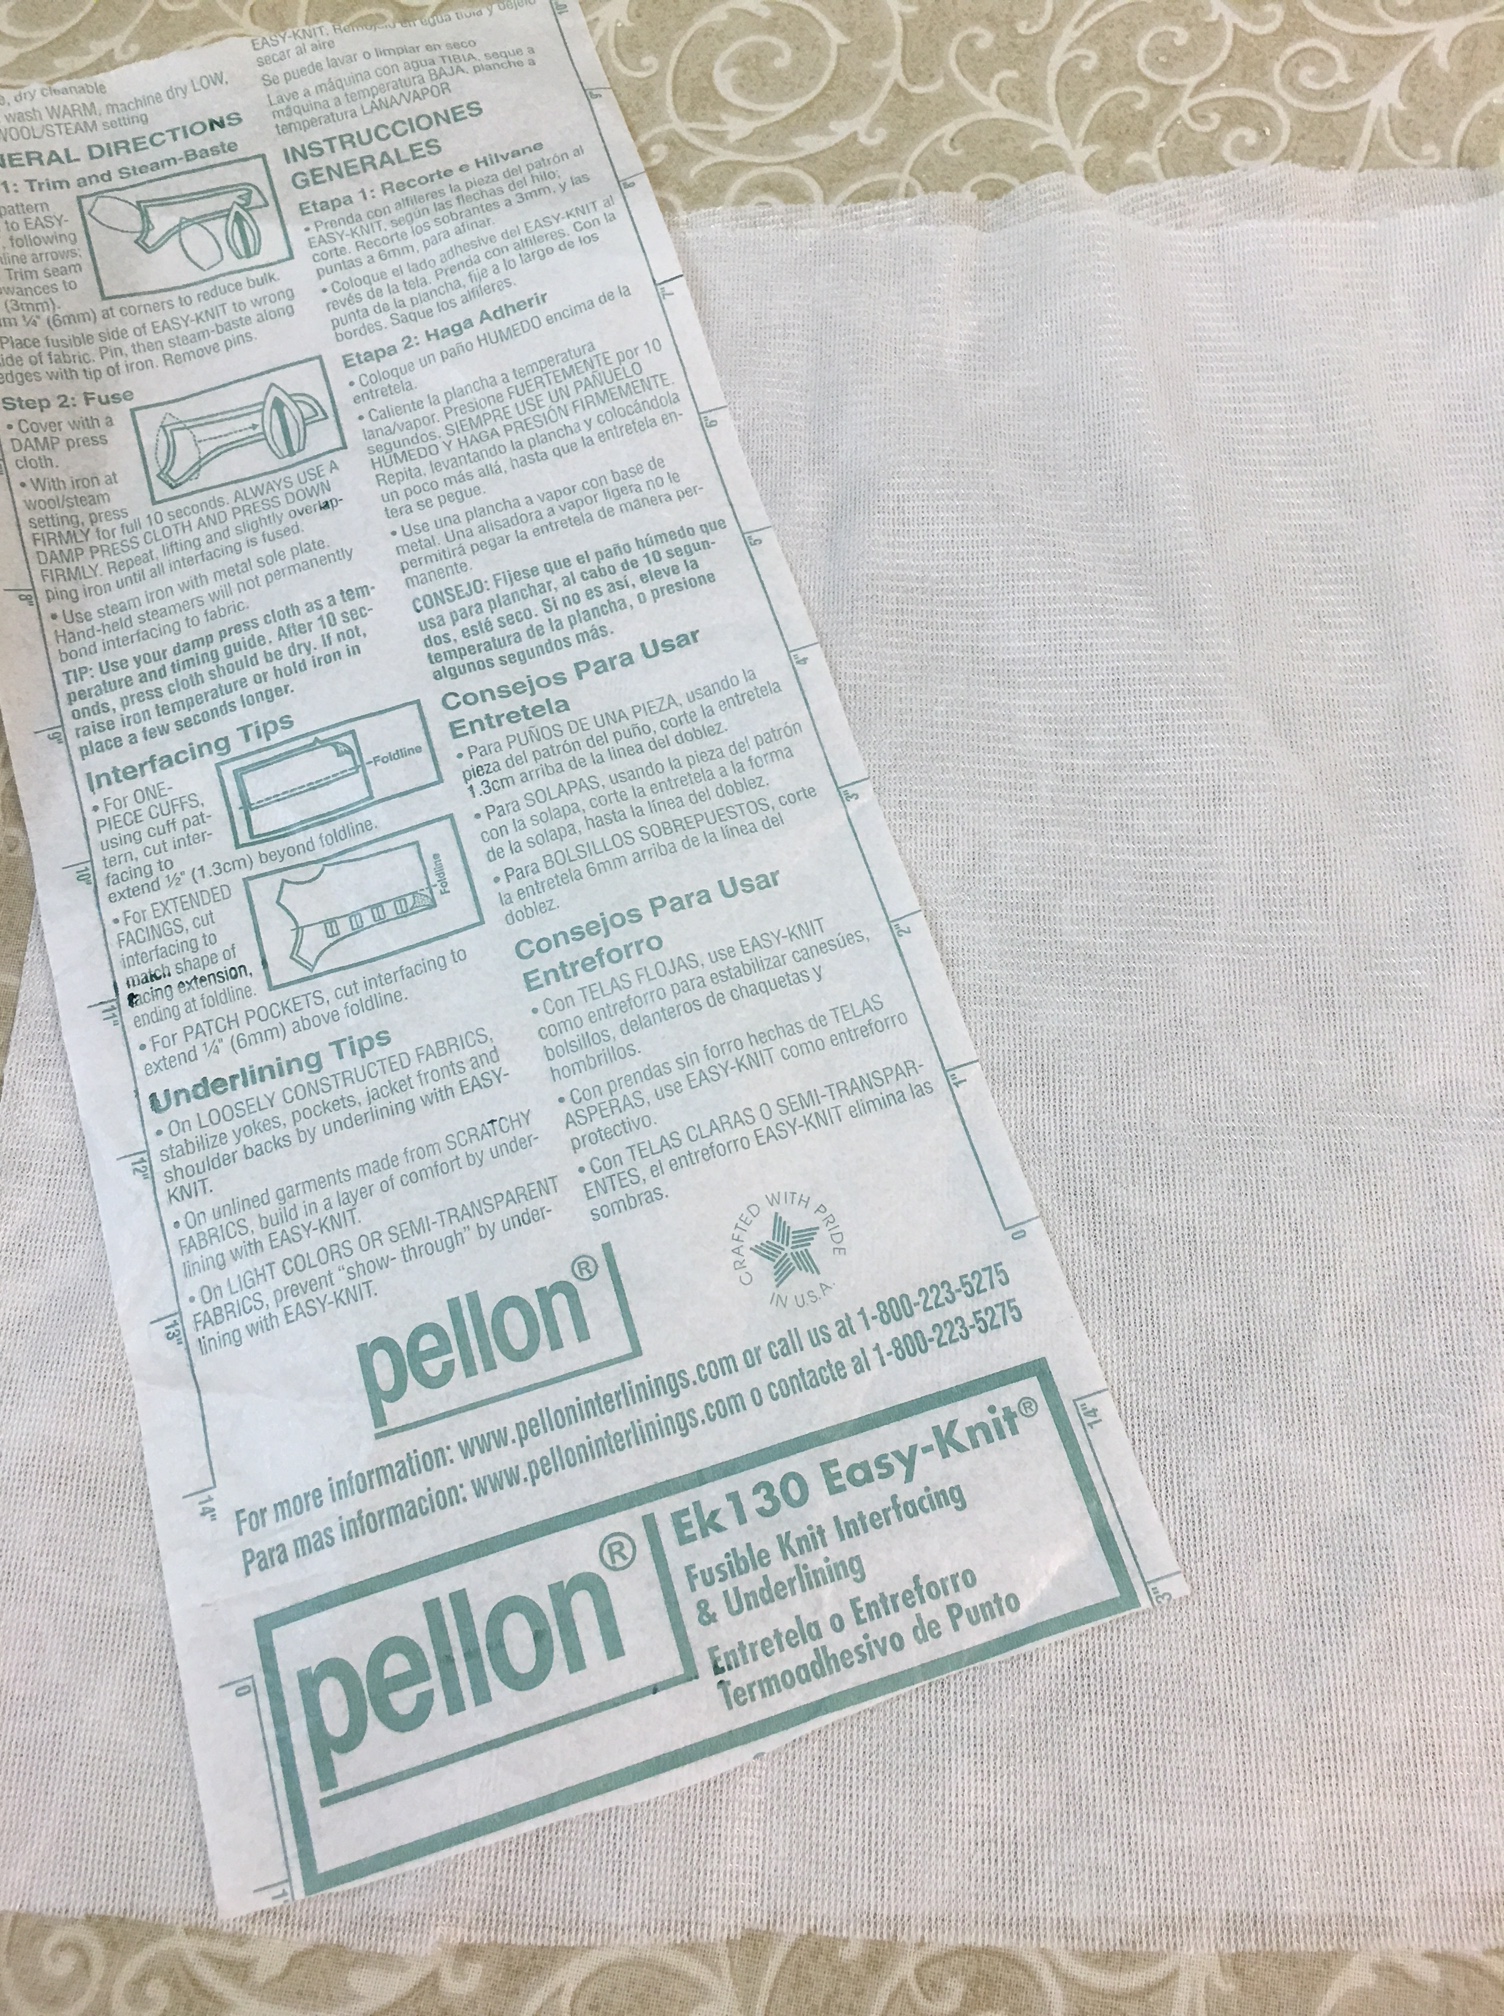 dry cleanable
wash WARM, machine dry LOW,
WOOL/STEAM setting
NERAL DIRECTIONS
1: Trim and Steam-Baste
pattern
to EASY-
following
line arrows;
Trim seam
wances to
(3mm).
m ¼" (6mm) at corners to reduce bulk.
Place fusible side of EASY-KNIT to wrong
ide of fabric. Pin, then steam-baste along
edges with tip of iron. Remove pins.
Step 2: Fuse
• Cover with a
DAMP press
cloth.
• With iron at
wool/steam
setting, press
FIRMLY for full 10 seconds. ALWAYS USE A
DAMP PRESS CLOTH AND PRESS DOWN
FIRMLY. Repeat, lifting and slightly overlap-
ping iron until all interfacing is fused.
• Use steam iron with metal sole plate.
Hand-held steamers will not permanently
bond interfacing to fabric.
TIP: Use your damp press cloth as a tem-
perature and timing guide. After 10 sec-
onds, press cloth should be dry. If not,
raise iron temperature or hold iron in
place a few seconds longer.
Interfacing Tips
• For ONE-
PIECE CUFFS,
using cuff pat-
tern, cut inter-
facing to
extend ½" (1.3cm) beyond foldline.
Foldline
• For EXTENDED
FACINGS, cut
interfacing to
match shape of
facing extension,
ending at foldline.
Foldline
• For PATCH POCKETS, cut interfacing to
extend ¼" (6mm) above foldline.
Underlining Tips
• On LOOSELY CONSTRUCTED FABRICS,
stabilize yokes, pockets, jacket fronts and
shoulder backs by underlining with EASY-
KNIT.
• On unlined garments made from SCRATCHY
FABRICS, build in a layer of comfort by under-
lining with EASY-KNIT.
• On LIGHT COLORS OR SEMI-TRANSPARENT
FABRICS, prevent "show- through" by under-
lining with EASY-KNIT.
EASY-KNIT. Remojelo en agua tibia y déjelo
secar al aire
Se puede lavar o limpiar en seco
Lave a máquina con agua TIBIA, seque a
máquina a temperatura BAJA, planche a
temperatura LANA/VAPOR
INSTRUCCIONES
GENERALES
Etapa 1: Recorte e Hilvane
• Prenda con alfileres la pieza del patrón al
EASY-KNIT, según las flechas del hilo;
corte. Recorte los sobrantes a 3mm, y las
puntas a 6mm, para afinar.
• Coloque el lado adhesive del EASY-KNIT al
revés de la tela. Prenda con alfileres. Con la
punta de la plancha, fije a lo largo de los
bordes. Saque los alfileres.
Etapa 2: Haga Adherir
• Coloque un paño HUMEDO encima de la
entretela.
• Caliente la plancha a temperatura
lana/vapor. Presione FUERTEMENTE por 10
segundos. SIEMPRE USE UN PAÑUELO
HÚMEDO Y HAGA PRESIÓN FIRMEMENTE.
Repita, levantando la plancha y colocándola
un poco más allá, hasta que la entretela en-
tera se pegue.
• Use una plancha a vapor con base de
metal. Una alisadora a vapor ligera no le
permitirá pegar la entretela de manera per-
manente.
CONSEJO: Fíjese que el paño húmedo que
usa para planchar, al cabo de 10 segun-
dos, esté seco. Si no es así, eleve la
temperatura de la plancha, o presione
algunos segundos más.
Consejos Para Usar
Entretela
• Para PUÑOS DE UNA PIEZA, usando la
pieza del patrón del puño, corte la entretela
1.3cm arriba de la línea del doblez.
• Para SOLAPAS, usando la pieza del patrón
con la solapa, corte la entretela a la forma
de la solapa, hasta la línea del doblez.
• Para BOLSILLOS SOBREPUESTOS, corte
la entretela 6mm arriba de la línea del
doblez.
Consejos Para Usar
Entreforro
• Con TELAS FLOJAS, use EASY-KNIT
como entreforro para estabilizar canesúes,
bolsillos, delanteros de chaquetas y
hombrillos.
• Con prendas sin forro hechas de TELAS
ASPERAS, use EASY-KNIT como entreforro
protectivo.
• Con TELAS CLARAS O SEMI-TRANSPAR-
ENTES, el entreforro EASY-KNIT elimina las
sombras.
pellon®
CRAFTED WITH PRIDE
IN U.S.A.
For more information: www.pelloninterlinings.com or call us at 1-800-223-5275
Para mas informacion: www.pelloninterlinings.com o contacte al 1-800-223-5275
pellon®
Ek130 Easy-Knit®
Fusible Knit Interfacing
& Underlining
Entretela o Entreforro
Termoadhesivo de Punto
8"
9"
10"
11"
12"
13"
14"
0
1"
7"
6"
5"
4"
3"
2"
1"
0
14"